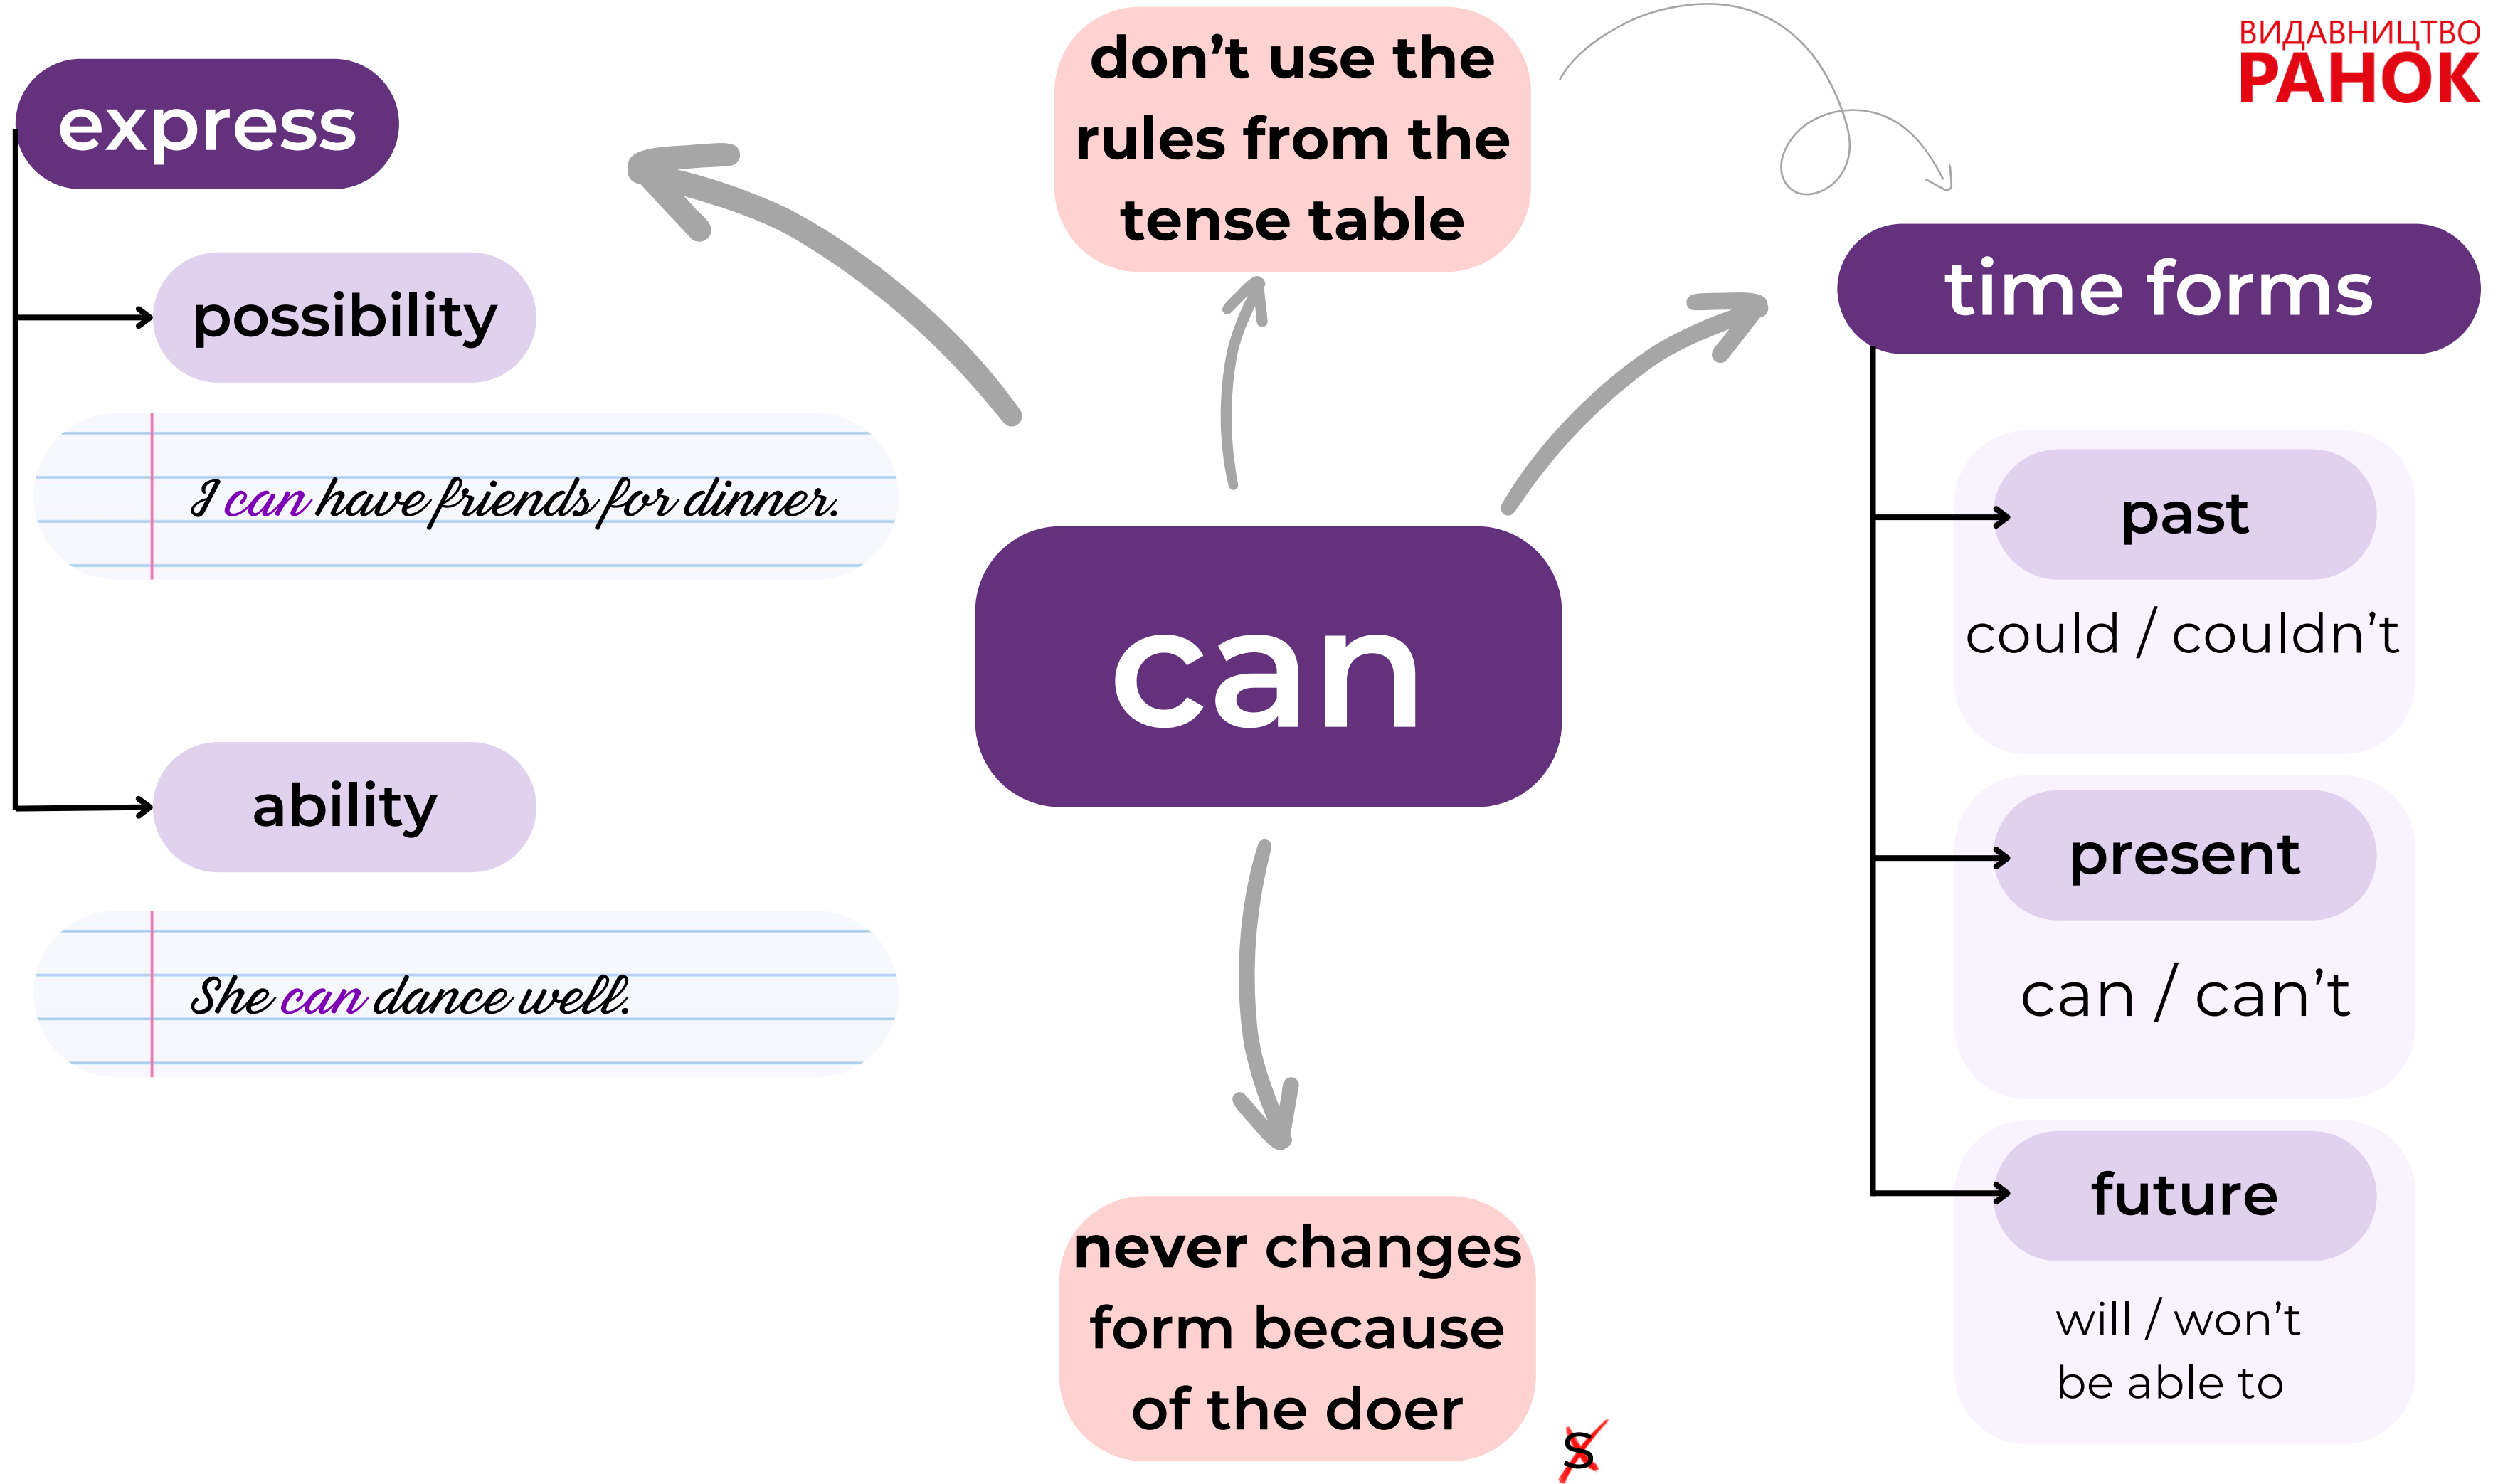 ВИДАВНИЦТВО
РАНОК
express
possibility
I can have friends for dinner.
ability
She can dance well.
don’t use the
rules from the
tense table
can
never changes
form because
of the doer
s
time forms
past
could / couldn’t
present
can / can’t
future
will / won’t
be able to